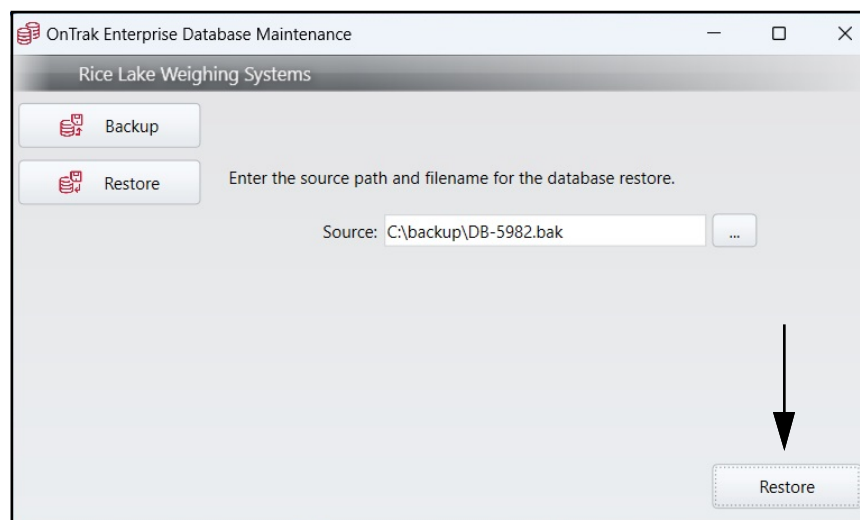 OnTrak Enterprise Database Maintenance
Rice Lake Weighing Systems
Backup
Restore
Enter the source path and filename for the database restore.
Source: C:\backup\DB-5982.bak ...
Restore